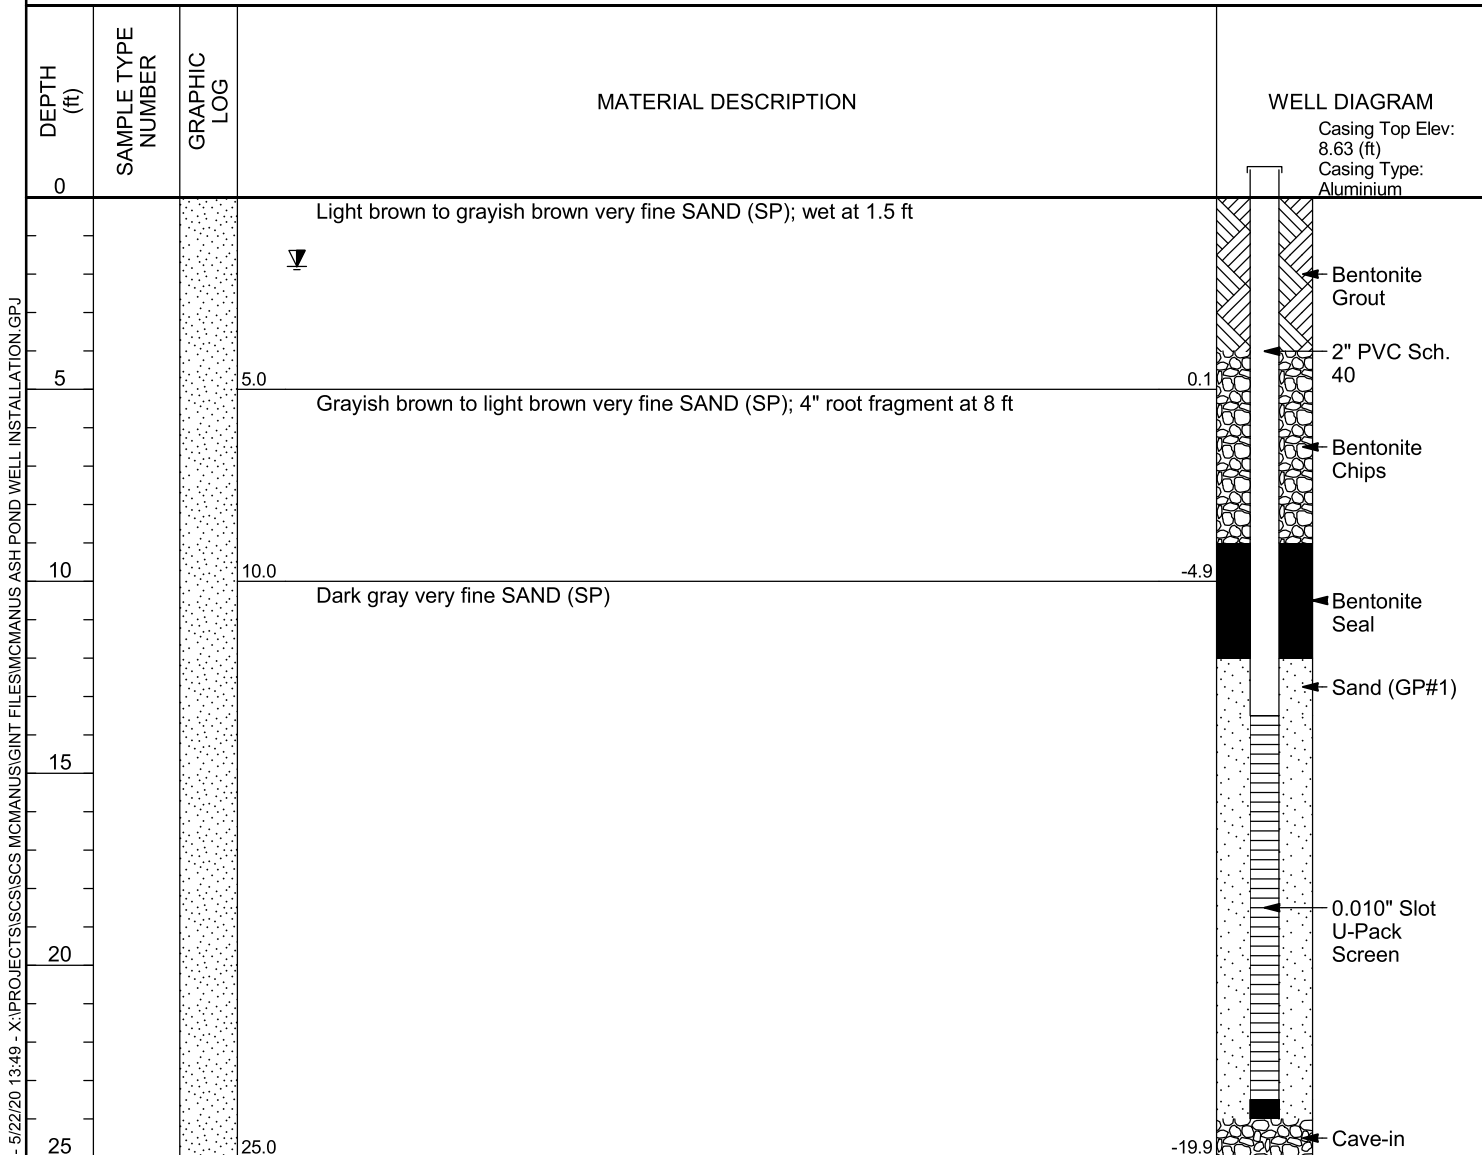 DEPTH
(ft)
SAMPLE TYPE
NUMBER
GRAPHIC
LOG
MATERIAL DESCRIPTION
WELL DIAGRAM
Casing Top Elev:
8.63 (ft)
Casing Type:
Aluminium
0
Light brown to grayish brown very fine SAND (SP); wet at 1.5 ft
Bentonite
Grout
2" PVC Sch.
40
5
5.0
0.1
Grayish brown to light brown very fine SAND (SP); 4" root fragment at 8 ft
Bentonite
Chips
10
10.0
-4.9
Dark gray very fine SAND (SP)
Bentonite
Seal
Sand (GP#1)
15
0.010" Slot
U-Pack
Screen
20
25
25.0
-19.9
Cave-in
- 5/22/20 13:49 - X:\PROJECTS\SCS\SCS MCMANUS\GINT FILES\MCMANUS ASH POND WELL INSTALLATION.GPJ